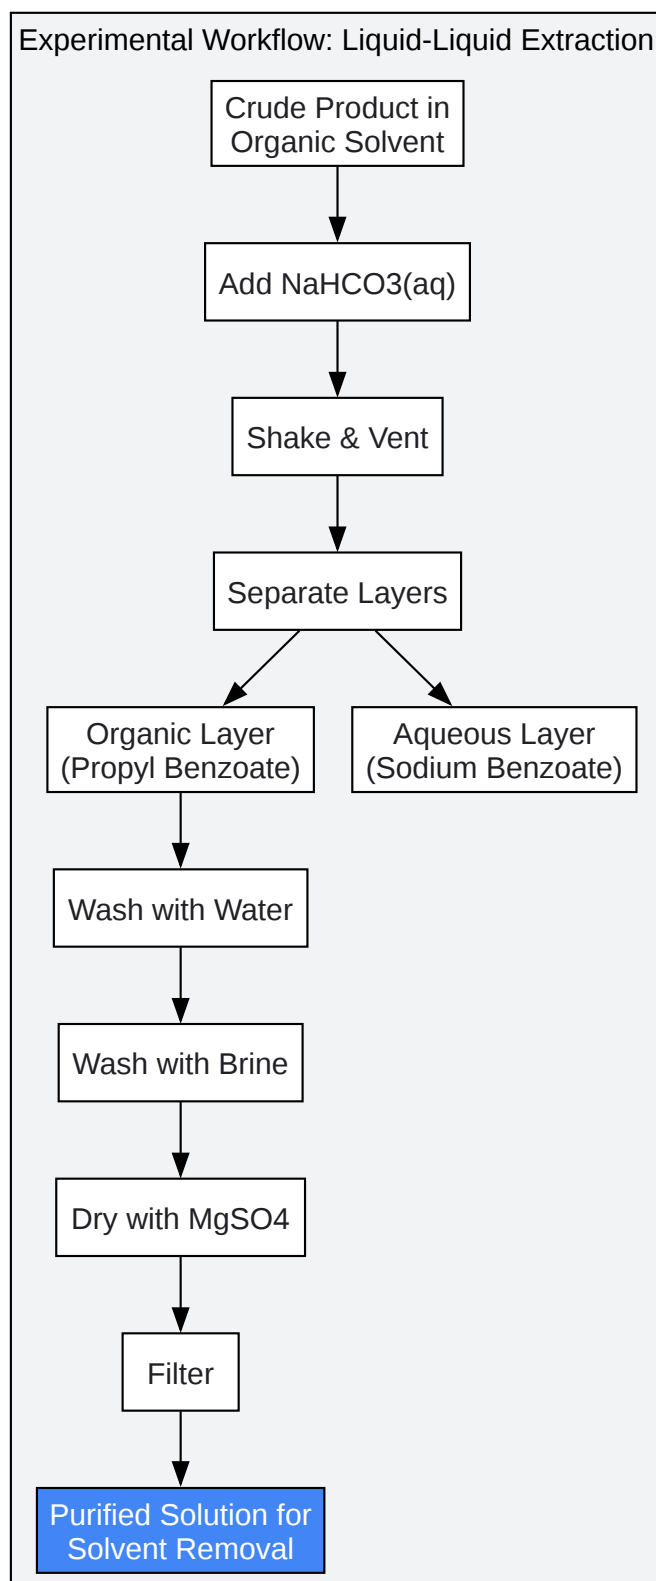 Experimental Workflow: Liquid-Liquid Extraction
Crude Product in
Organic Solvent
Add NaHCO3(aq)
Shake & Vent
Separate Layers
Organic Layer
(Propyl Benzoate)
Aqueous Layer
(Sodium Benzoate)
Wash with Water
Wash with Brine
Dry with MgSO4
Filter
Purified Solution for
Solvent Removal